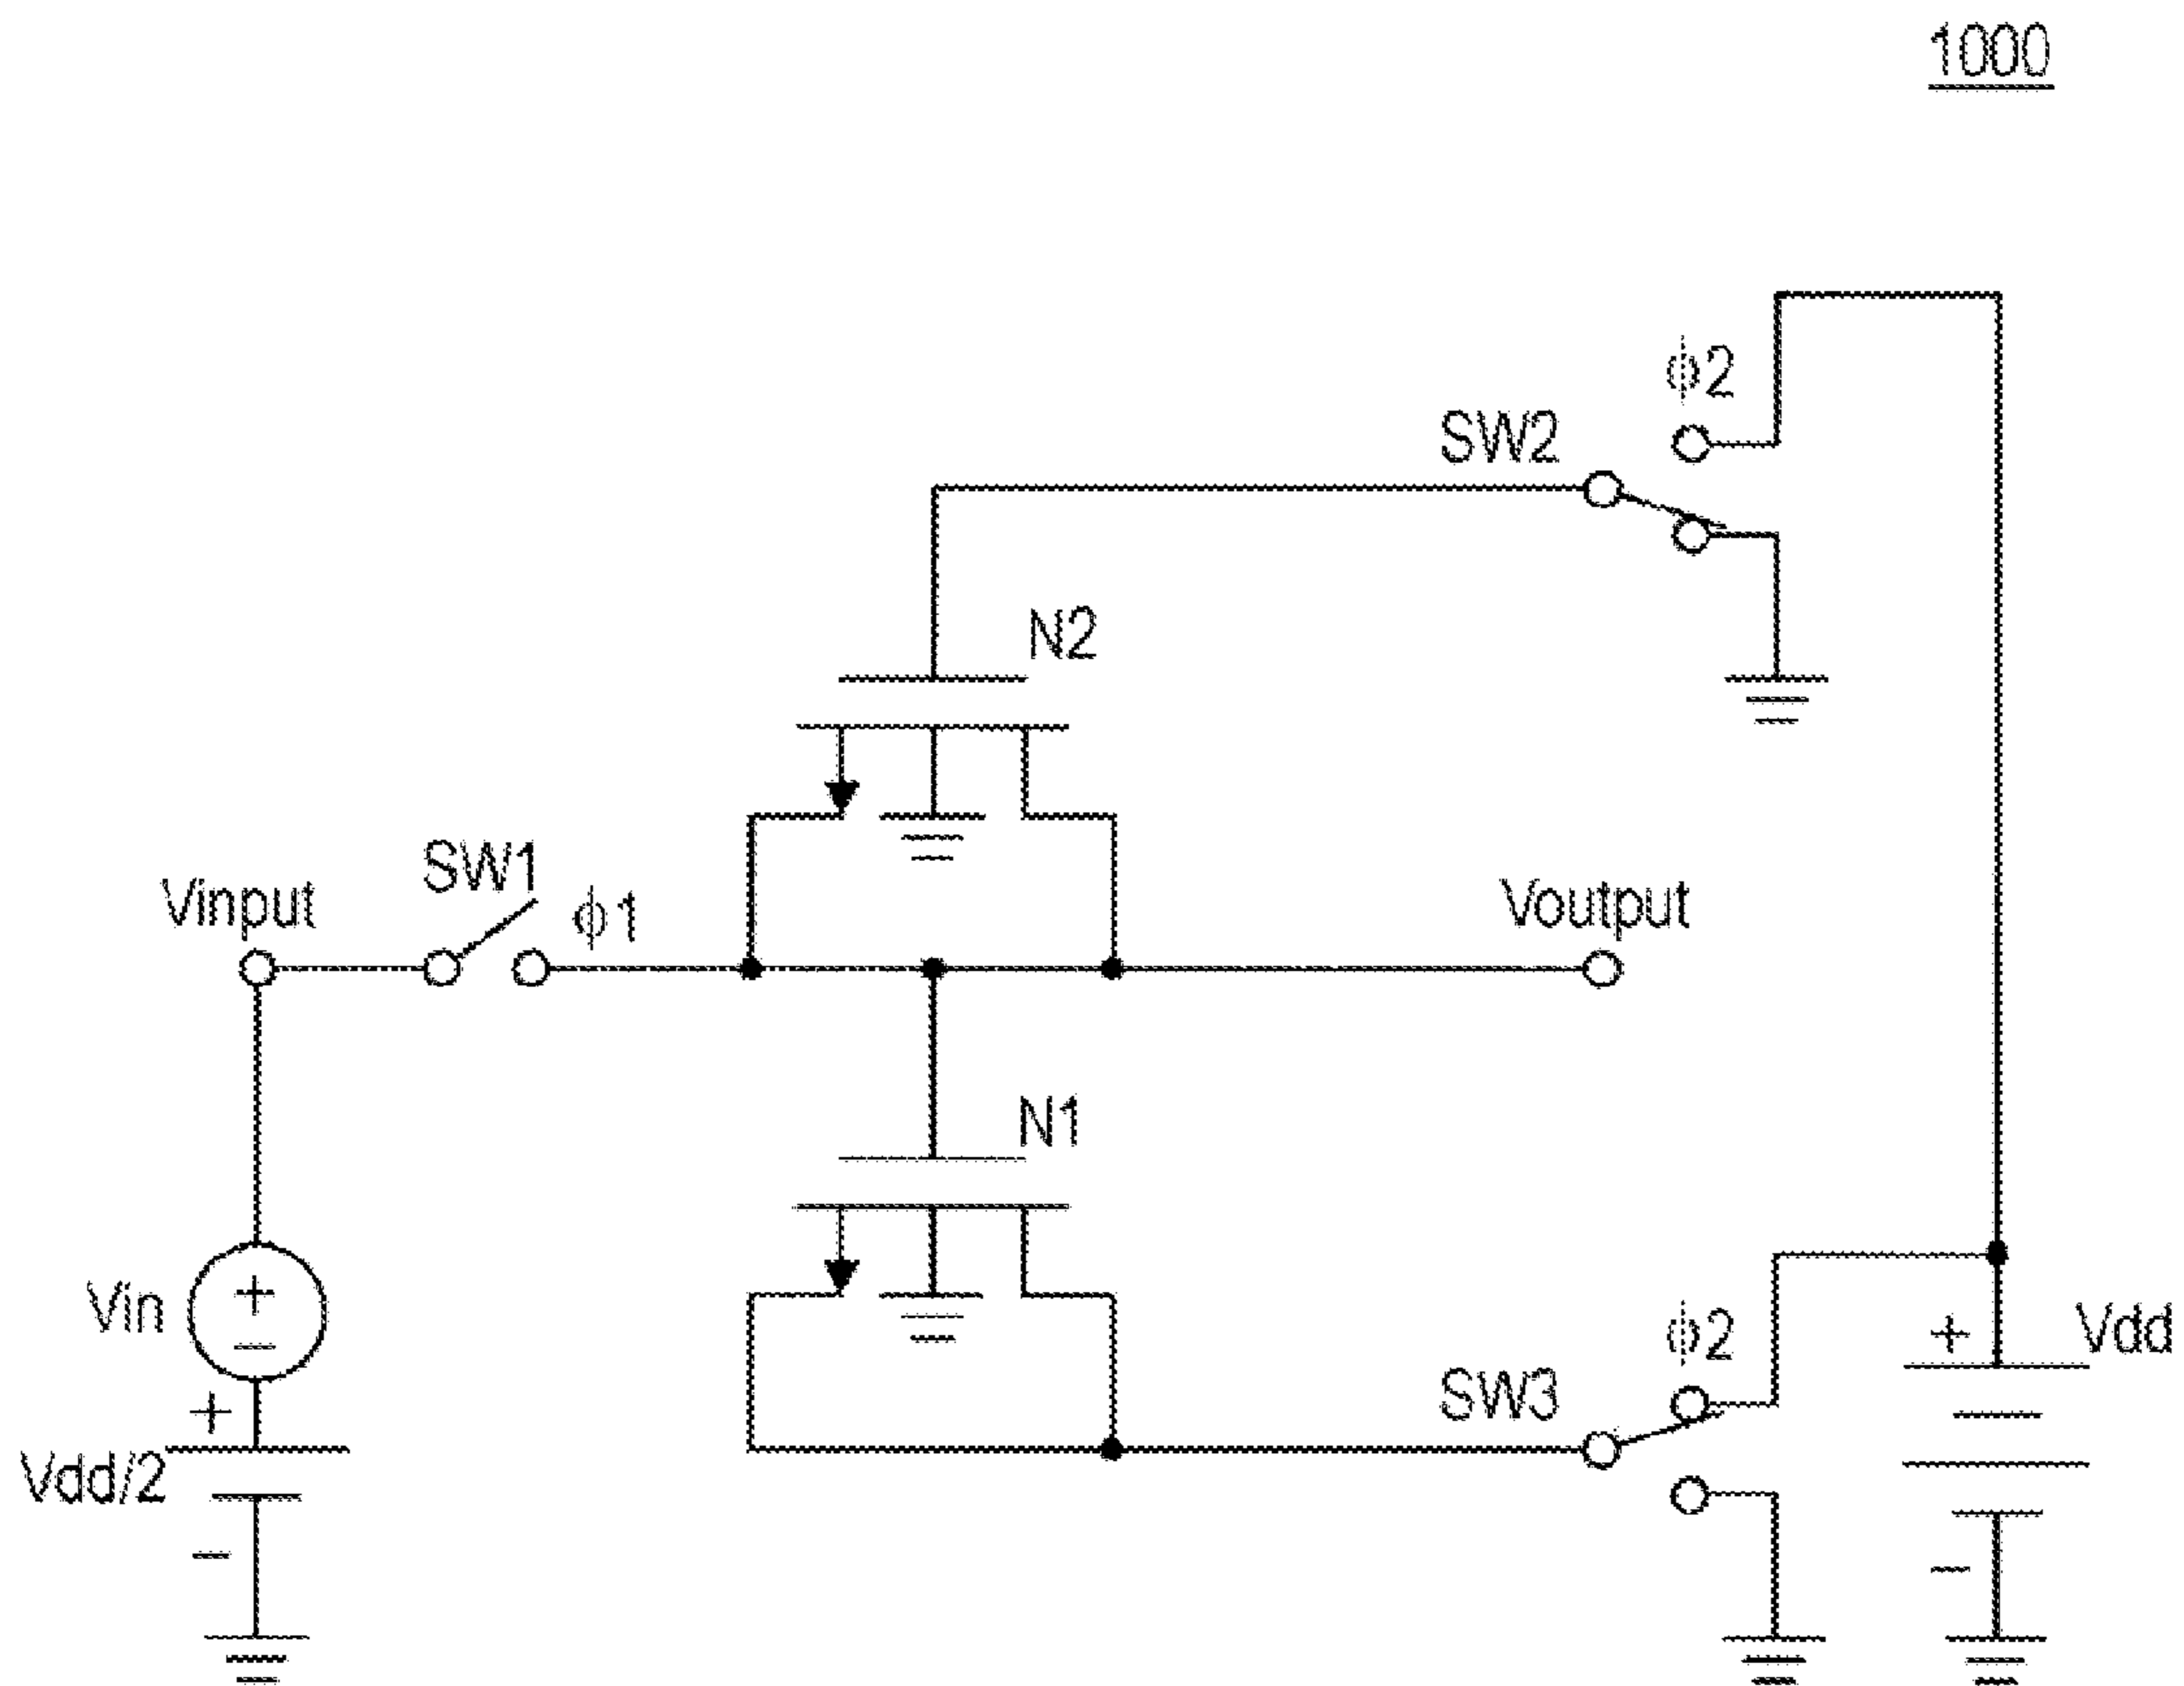 1000
ϕ2
SW2
N2
SW1
Vinput
ϕ1
Voutput
N1
Vin
+
−
+
Vdd/2
−
ϕ2
SW3
+
Vdd
−